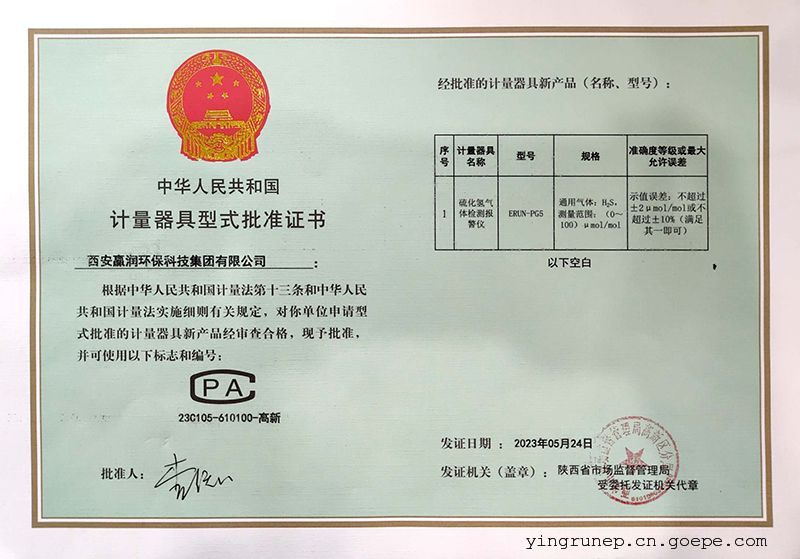 中华人民共和国
计量器具型式批准证书
西安赢润环保科技集团有限公司：
根据中华人民共和国计量法第十三条和中华人民
共和国计量法实施细则有关规定，对你单位申请型
式批准的计量器具新产品经审查合格，现予批准，
并可使用以下标志和编号：
CPA
23C105-610100-高新
批准人：
经批准的计量器具新产品（名称、型号）：
序号 计量器具名称 型号 规格 准确度等级或最大允许误差
1 硫化氢气体检测报警仪 ERUN-PG5 通用气体：H₂S，测量范围：（0～100）μmol/mol 示值误差：不超过±2μmol/mol或不超过±10%（满足其一即可）
以下空白
发证日期：2023年05月24日
发证机关（盖章）：陕西省市场监督管理局
受委托发证机关代章
yingrunep.cn.goepe.com